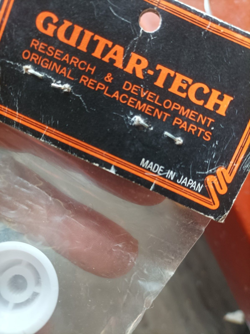 GUITAR-TECH
RESEARCH & DEVELOPMENT
ORIGINAL REPLACEMENT PARTS
MADE IN JAPAN